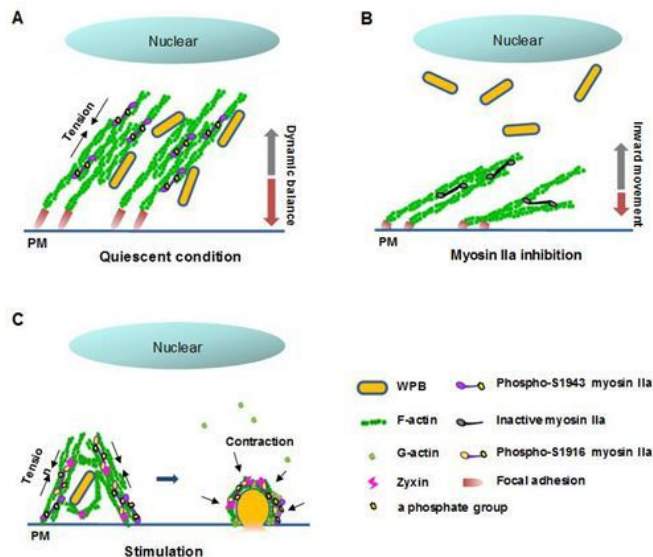 A
Nuclear
Tension
Dynamic balance
PM
Quiescent condition
B
Nuclear
Inward movement
PM
Myosin IIa inhibition
C
Nuclear
Tensio
n
Contraction
PM
Stimulation
WPB
F-actin
G-actin
Zyxin
a phosphate group
Phospho-S1943 myosin IIa
Inactive myosin IIa
Phospho-S1916 myosin IIa
Focal adhesion